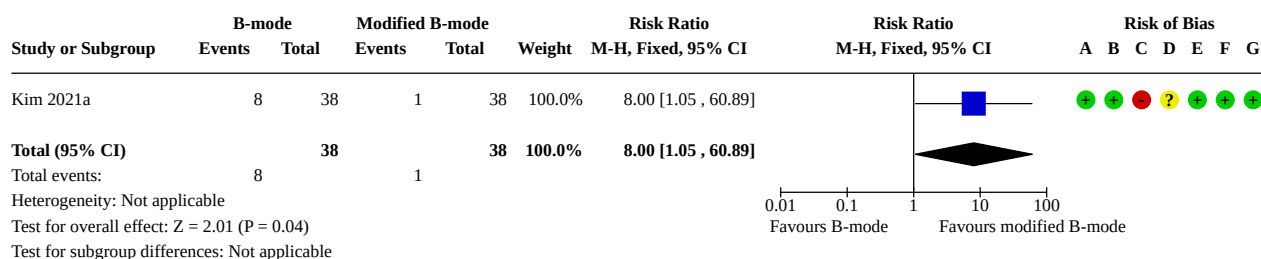 B-mode Modified B-mode Risk Ratio Risk Ratio Risk of Bias
Study or Subgroup Events Total Events Total Weight M-H, Fixed, 95% CI M-H, Fixed, 95% CI A B C D E F G
Kim 2021a 8 38 1 38 100.0% 8.00 [1.05 , 60.89] + + - ? + + +
Total (95% CI) 38 38 100.0% 8.00 [1.05 , 60.89]
Total events: 8 1
Heterogeneity: Not applicable
0.01 0.1 1 10 100
Test for overall effect: Z = 2.01 (P = 0.04) Favours B-mode Favours modified B-mode
Test for subgroup differences: Not applicable